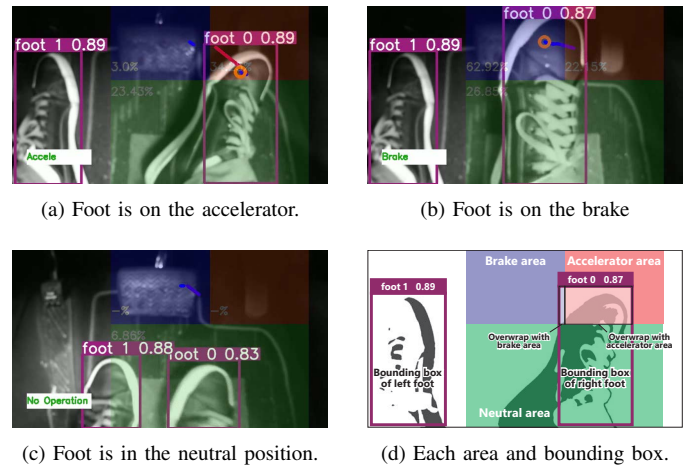 foot 1 0.89
foot 0 0.89
3.0%
23.43%
Accele
foot 0 0.87
foot 1 0.89
62.92%
22.15%
26.85%
Brake
(a) Foot is on the accelerator.
(b) Foot is on the brake
-%
-%
6.86%
foot 1 0.88
foot 0 0.83
No Operation
Brake area
Accelerator area
foot 1 0.89
foot 0 0.87
Overwrap with
brake area
Overwrap with
accelerator area
Bounding box
of left foot
Bounding box
of right foot
Neutral area
(c) Foot is in the neutral position.
(d) Each area and bounding box.